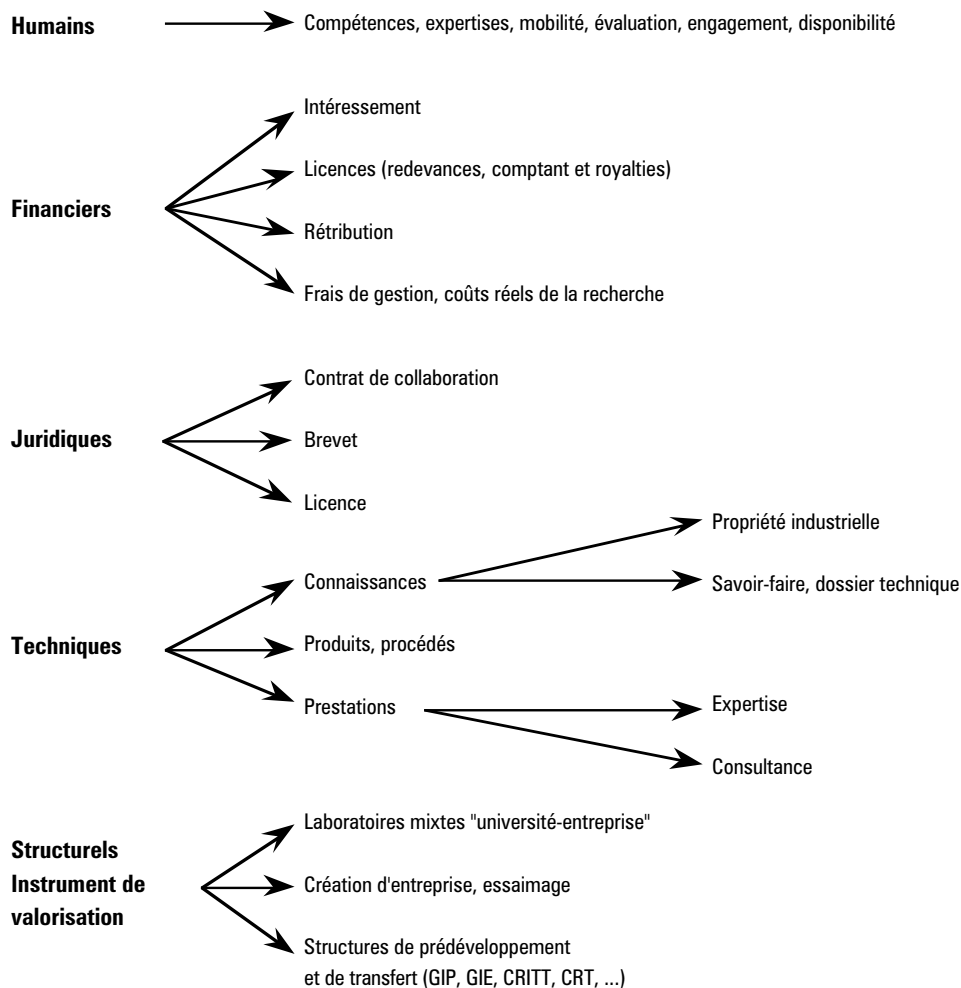 Humains
Compétences, expertises, mobilité, évaluation, engagement, disponibilité
Financiers
Intéressement
Licences (redevances, comptant et royalties)
Rétribution
Frais de gestion, coûts réels de la recherche
Juridiques
Contrat de collaboration
Brevet
Licence
Techniques
Connaissances
Propriété industrielle
Savoir-faire, dossier technique
Produits, procédés
Prestations
Expertise
Consultance
Structurels
Instrument de
valorisation
Laboratoires mixtes "université-entreprise"
Création d'entreprise, essaimage
Structures de prédéveloppement
et de transfert (GIP, GIE, CRITT, CRT, ...)